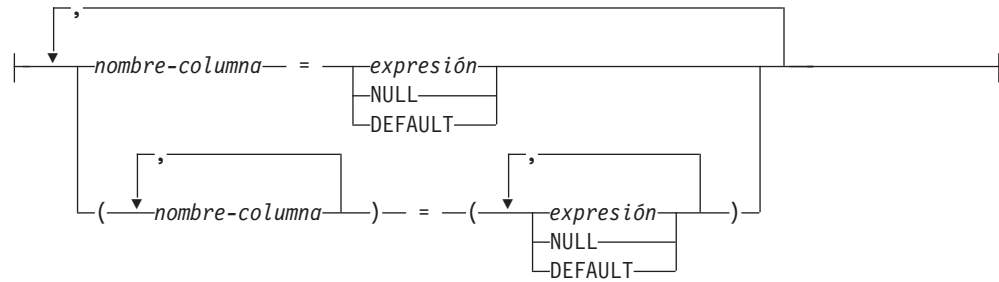 ,
nombre-columna = expresión
NULL
DEFAULT
, ,
( nombre-columna ) = ( expresión )
NULL
DEFAULT